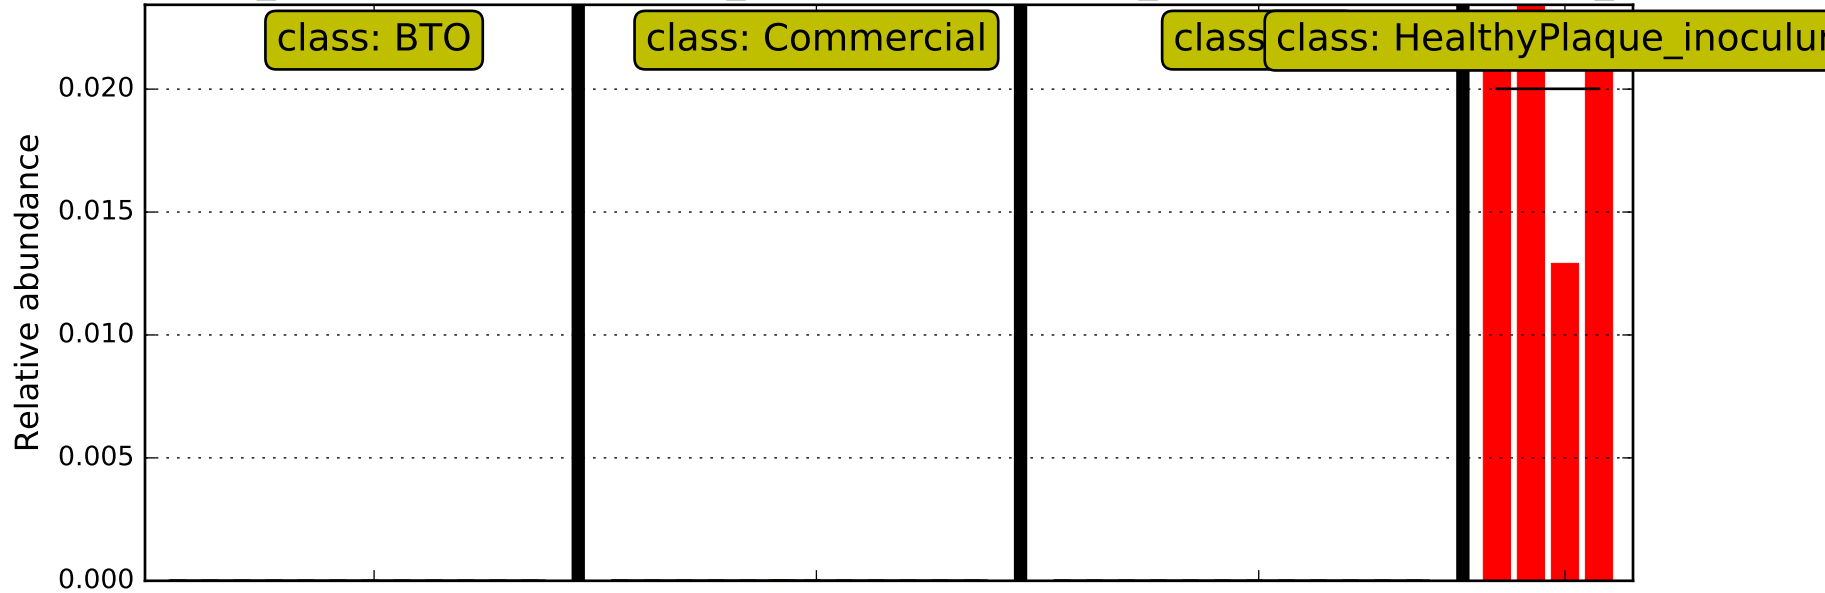 class: BTO
class: Commercial
class
class: HealthyPlaque_inoculu
0.020
0.015
0.010
0.005
0.000
Relative abundance